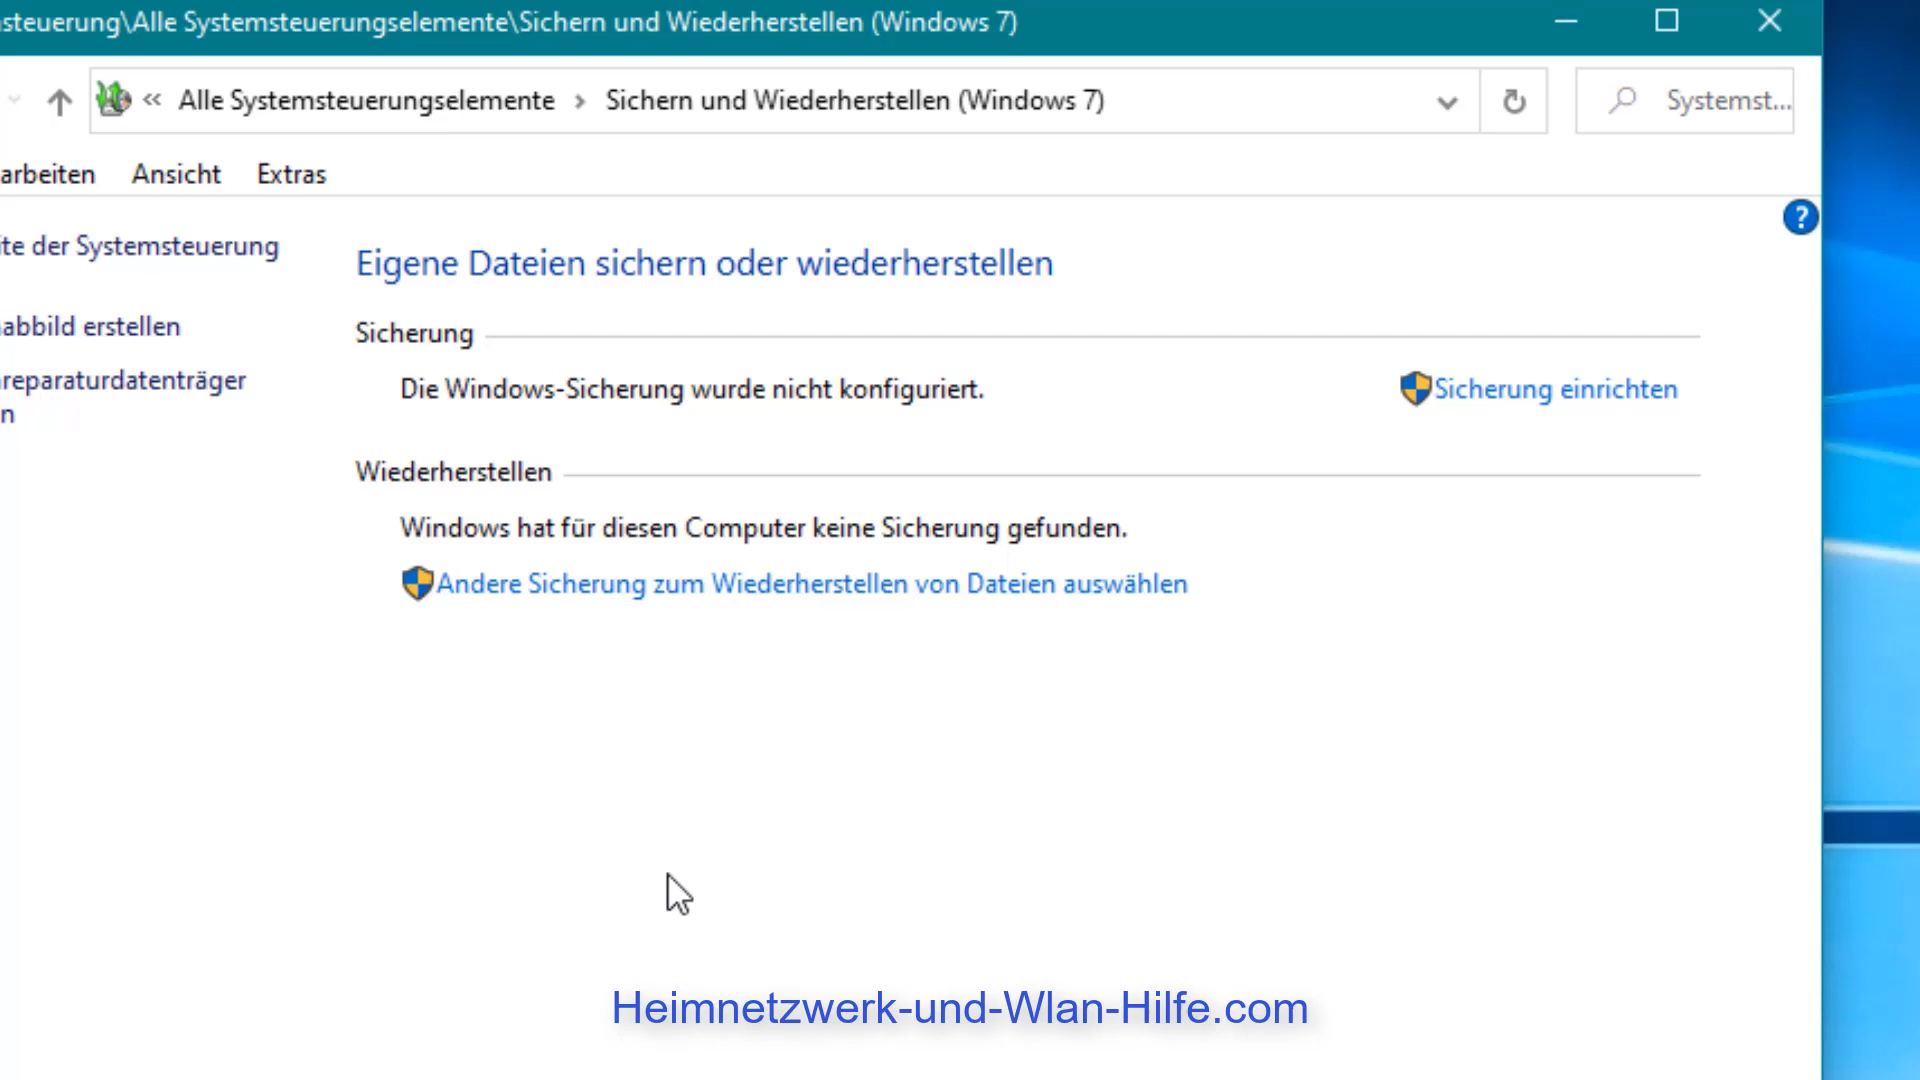 steuerung\Alle Systemsteuerungselemente\Sichern und Wiederherstellen (Windows 7)
« Alle Systemsteuerungselemente › Sichern und Wiederherstellen (Windows 7)
Systemst...
arbeiten Ansicht Extras
?
ite der Systemsteuerung
Eigene Dateien sichern oder wiederherstellen
abbild erstellen
Sicherung
reparaturdatenträger
n
Die Windows-Sicherung wurde nicht konfiguriert.
Sicherung einrichten
Wiederherstellen
Windows hat für diesen Computer keine Sicherung gefunden.
Andere Sicherung zum Wiederherstellen von Dateien auswählen
Heimnetzwerk-und-Wlan-Hilfe.com